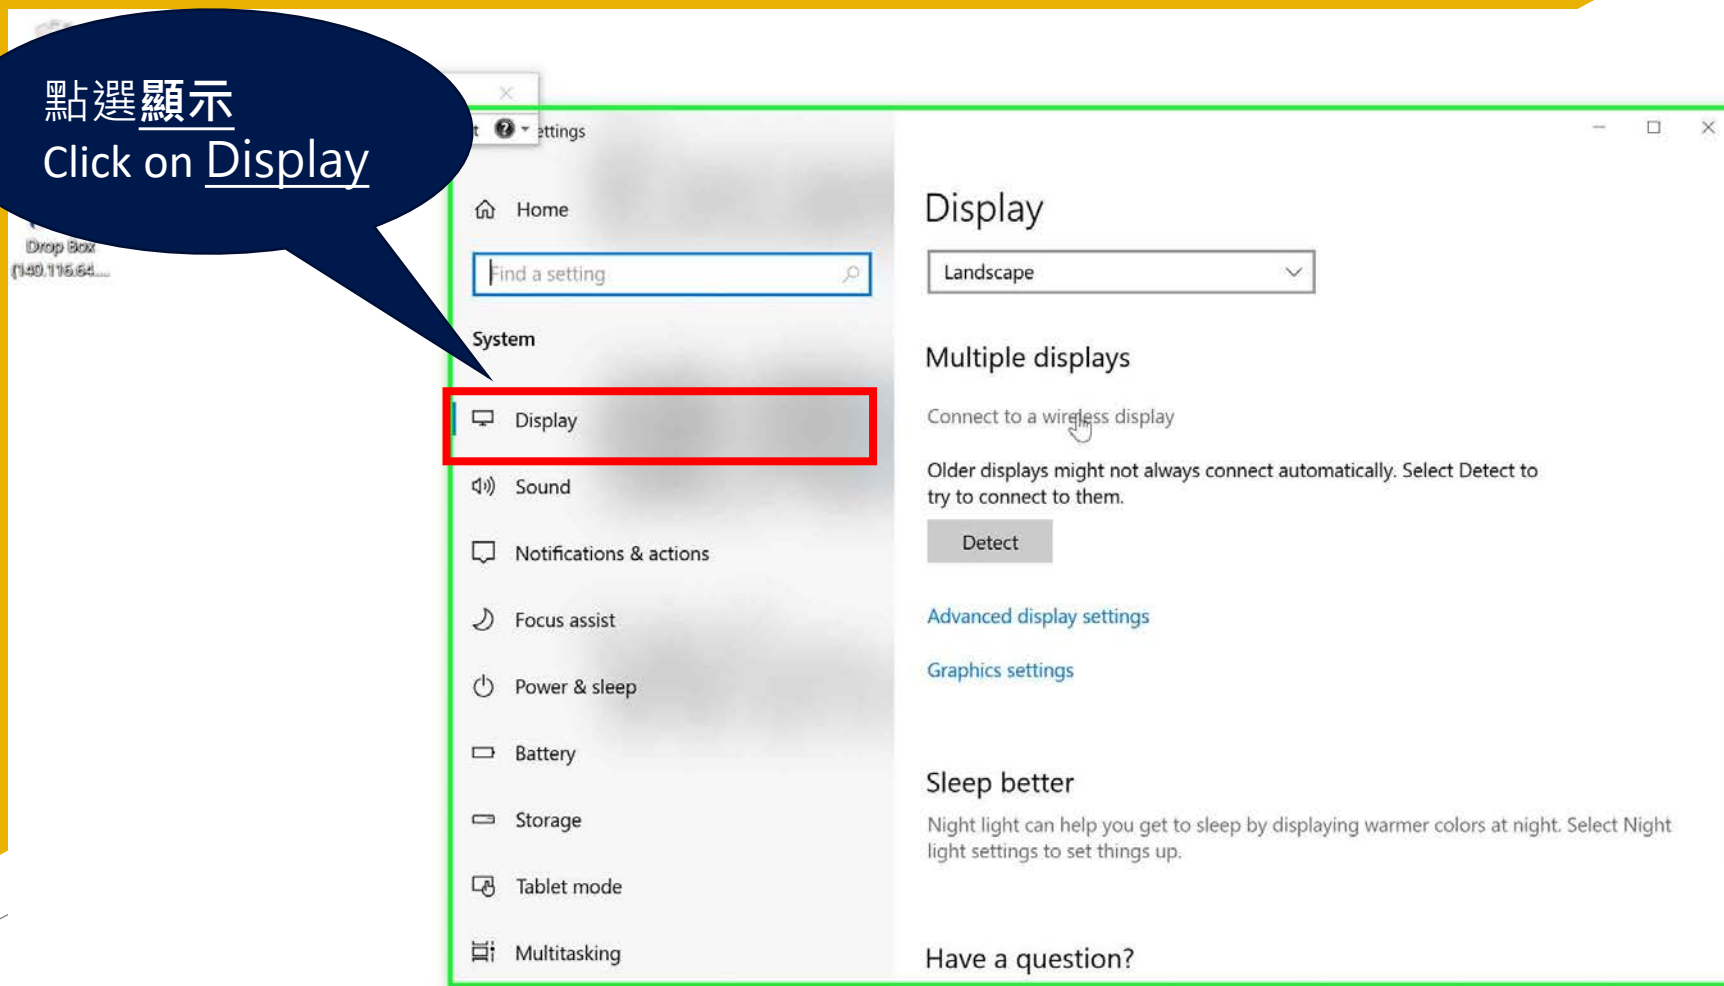 點選顯示
Click on Display
Drop Box
(140.116.64....
t
ettings
Home
Find a setting
System
Display
Sound
Notifications & actions
Focus assist
Power & sleep
Battery
Storage
Tablet mode
Multitasking
Display
Landscape
Multiple displays
Connect to a wireless display
Older displays might not always connect automatically. Select Detect to
try to connect to them.
Detect
Advanced display settings
Graphics settings
Sleep better
Night light can help you get to sleep by displaying warmer colors at night. Select Night
light settings to set things up.
Have a question?